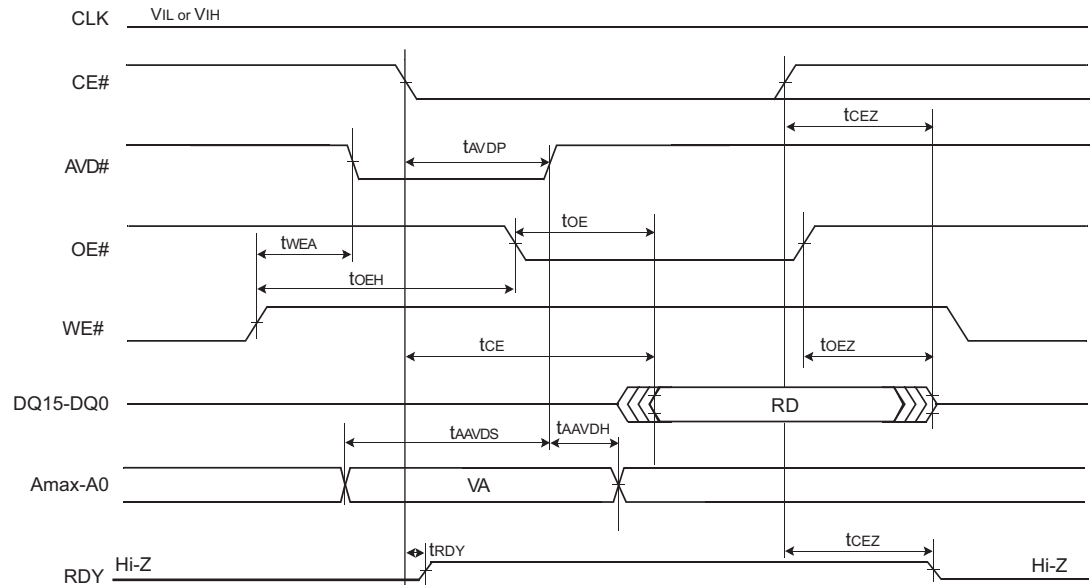 CLK VIL or VIH
CE#
tCEZ
AVD# tAVDP
OE# tWEA tOE
tOEH
WE#
tCE tOEZ
DQ15-DQ0 RD
tAAVDS tAAVDH
Amax-A0 VA
RDY Hi-Z tRDY tCEZ Hi-Z